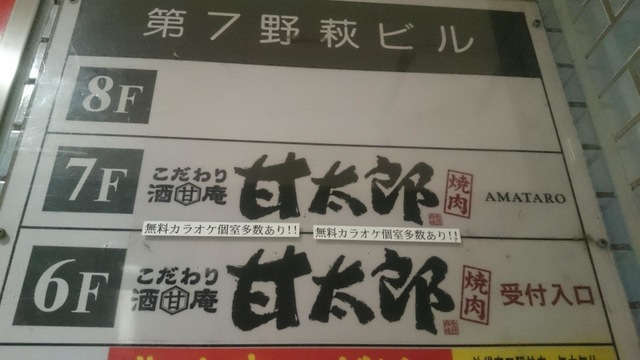 第7野萩ビル
8F
7F こだわり 酒甘庵 甘太郎 焼肉 AMATARO
無料カラオケ個室多数あり!! 無料カラオケ個室多数あり!!
6F こだわり 酒甘庵 甘太郎 焼肉 受付入口